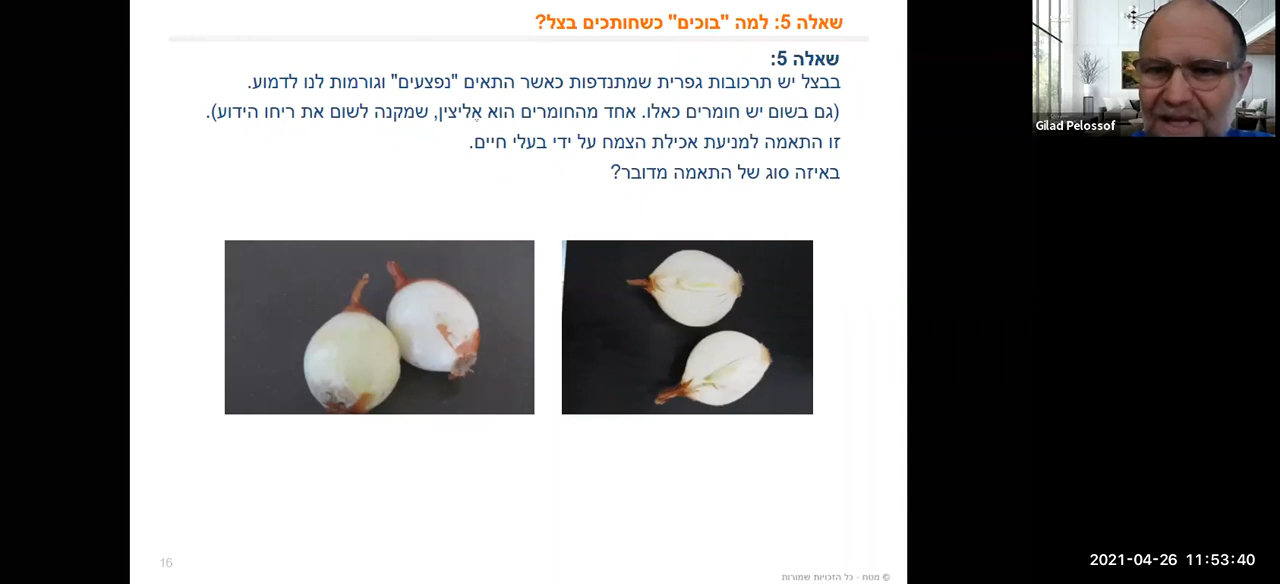 שאלה 5: למה "בוכים" כשחותכים בצל?
שאלה 5:
בבצל יש תרכובות גפרית שמתנדפות כאשר התאים "נפצעים" וגורמות לנו לדמוע.
(גם בשום יש חומרים כאלו. אחד מהחומרים הוא אֶליצין, שמקנה לשום את ריחו הידוע).
זו התאמה למניעת אכילת הצמח על ידי בעלי חיים.
באיזה סוג של התאמה מדובר?
Gilad Pelossof
16
© מטח - כל הזכויות שמורות
2021-04-26 11:53:40